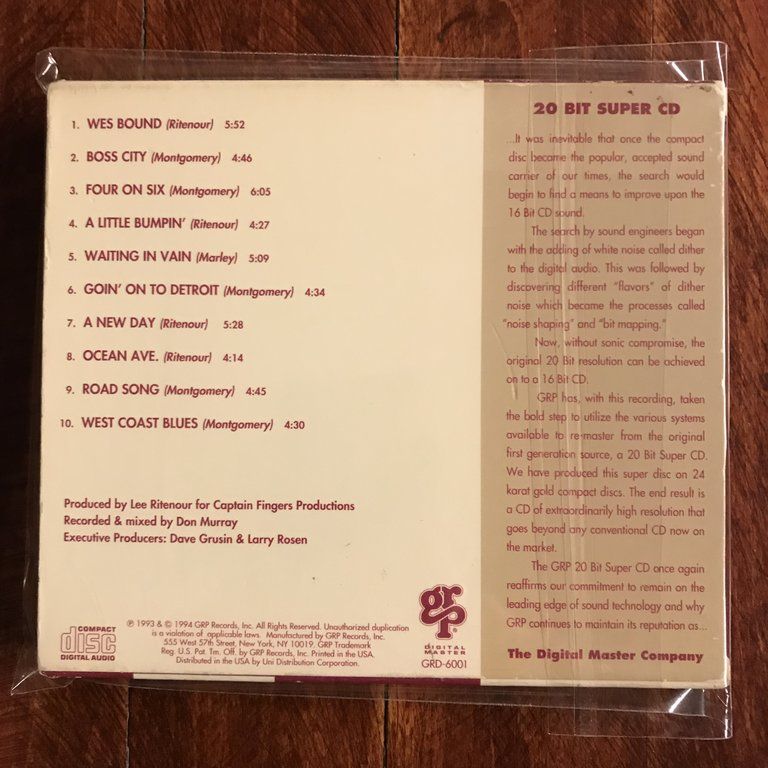 1. WES BOUND (Ritenour) 5:52
2. BOSS CITY (Montgomery) 4:46
3. FOUR ON SIX (Montgomery) 6:05
4. A LITTLE BUMPIN' (Ritenour) 4:27
5. WAITING IN VAIN (Marley) 5:09
6. GOIN' ON TO DETROIT (Montgomery) 4:34
7. A NEW DAY (Ritenour) 5:28
8. OCEAN AVE. (Ritenour) 4:14
9. ROAD SONG (Montgomery) 4:45
10. WEST COAST BLUES (Montgomery) 4:30
Produced by Lee Ritenour for Captain Fingers Productions
Recorded & mixed by Don Murray
Executive Producers: Dave Grusin & Larry Rosen
COMPACT
disc
DIGITAL AUDIO
℗ 1993 & © 1994 GRP Records, Inc. All Rights Reserved. Unauthorized duplication
is a violation of applicable laws. Manufactured by GRP Records, Inc.
555 West 57th Street, New York, NY 10019. GRP Trademark
Reg. U.S. Pat. Tm. Off. by GRP Records, Inc. Printed in the USA.
Distributed in the USA by Uni Distribution Corporation.
grp
DIGITAL
MASTER
GRD-6001
20 BIT SUPER CD
...It was inevitable that once the compact
disc became the popular, accepted sound
carrier of our times, the search would
begin to find a means to improve upon the
16 Bit CD sound.
The search by sound engineers began
with the adding of white noise called dither
to the digital audio. This was followed by
discovering different "flavors" of dither
noise which became the processes called
"noise shaping" and "bit mapping."
Now, without sonic compromise, the
original 20 Bit resolution can be achieved
on to a 16 Bit CD.
GRP has, with this recording, taken
the bold step to utilize the various systems
available to re-master from the original
first generation source, a 20 Bit Super CD.
We have produced this super disc on 24
karat gold compact discs. The end result is
a CD of extraordinarily high resolution that
goes beyond any conventional CD now on
the market.
The GRP 20 Bit Super CD once again
reaffirms our commitment to remain on the
leading edge of sound technology and why
GRP continues to maintain its reputation as...
The Digital Master Company